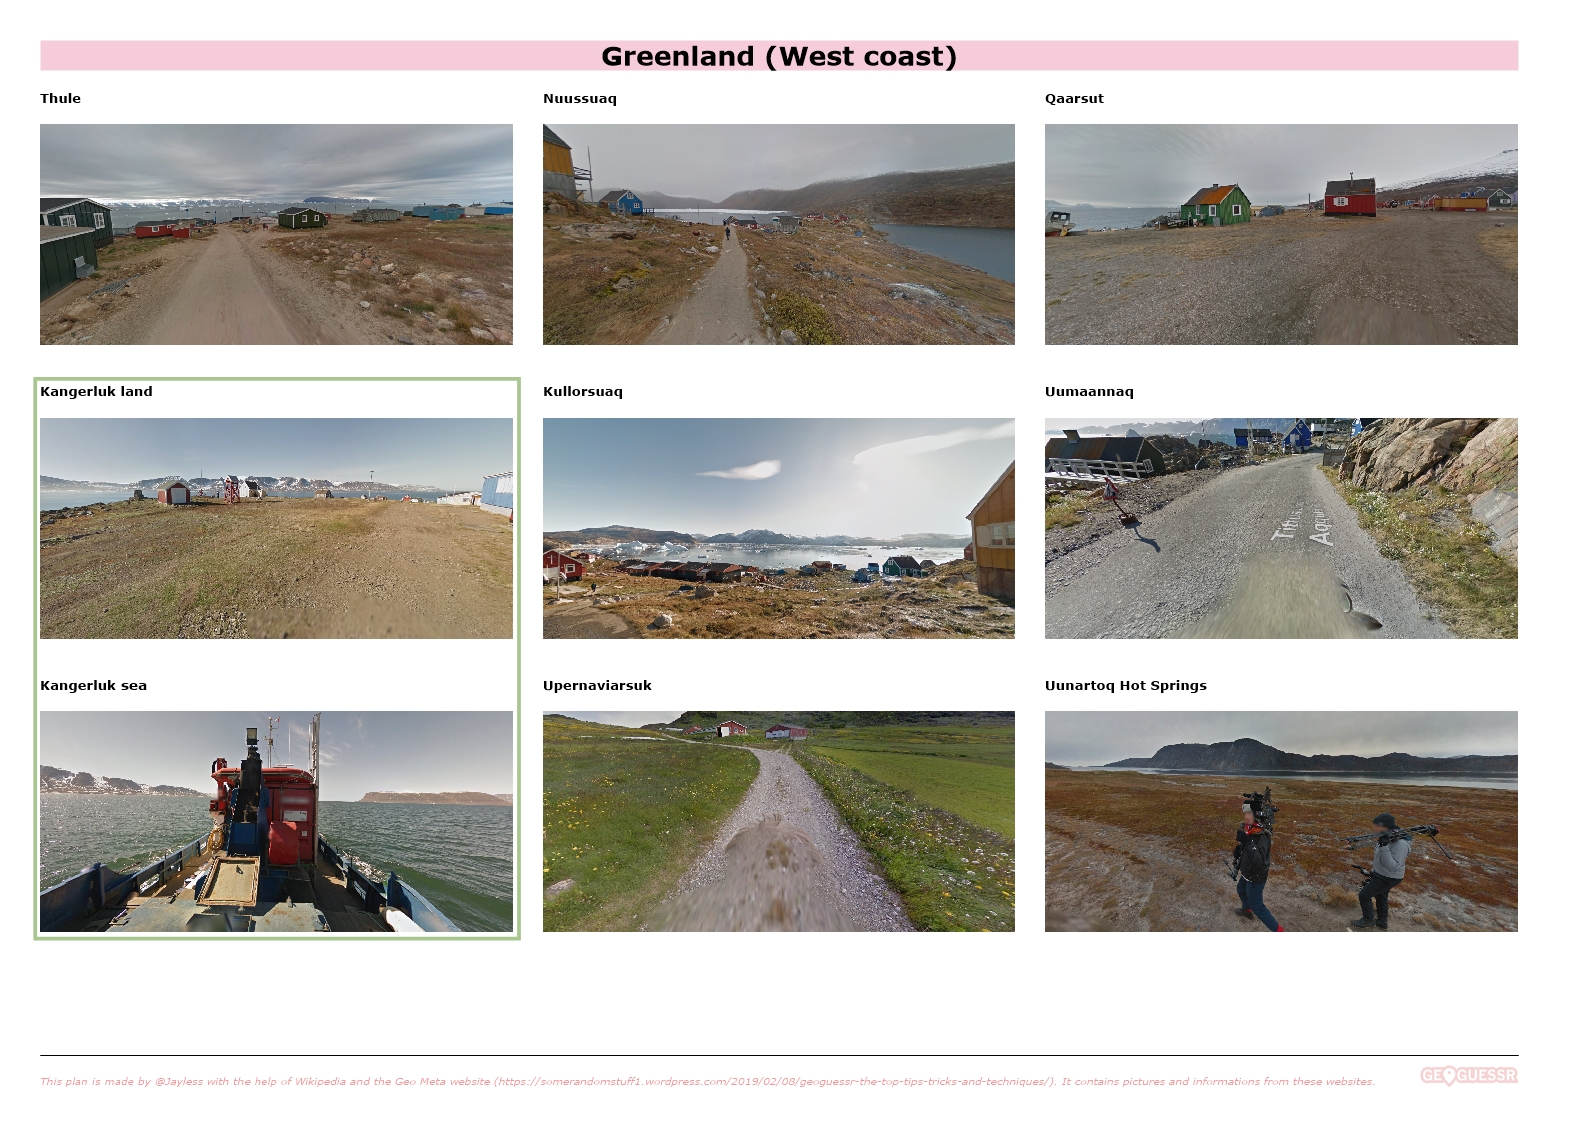 Greenland (West coast)
Thule
Nuussuaq
Qaarsut
Kangerluk land
Kullorsuaq
Uumaannaq
Kangerluk sea
Upernaviarsuk
Uunartoq Hot Springs
This plan is made by @Jayless with the help of Wikipedia and the Geo Meta website (https://somerandomstuff1.wordpress.com/2019/02/08/geoguessr-the-top-tips-tricks-and-techniques/). It contains pictures and informations from these websites.
GEOGUESSR